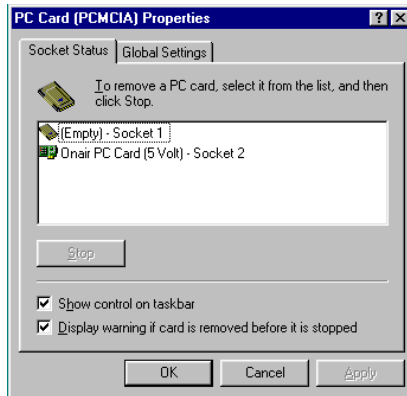 PC Card (PCMCIA) Properties
Socket Status
Global Settings
To remove a PC card, select it from the list, and then
click Stop.
(Empty) - Socket 1
Onair PC Card (5 Volt) - Socket 2
Stop
Show control on taskbar
Display warning if card is removed before it is stopped
OK
Cancel
Apply